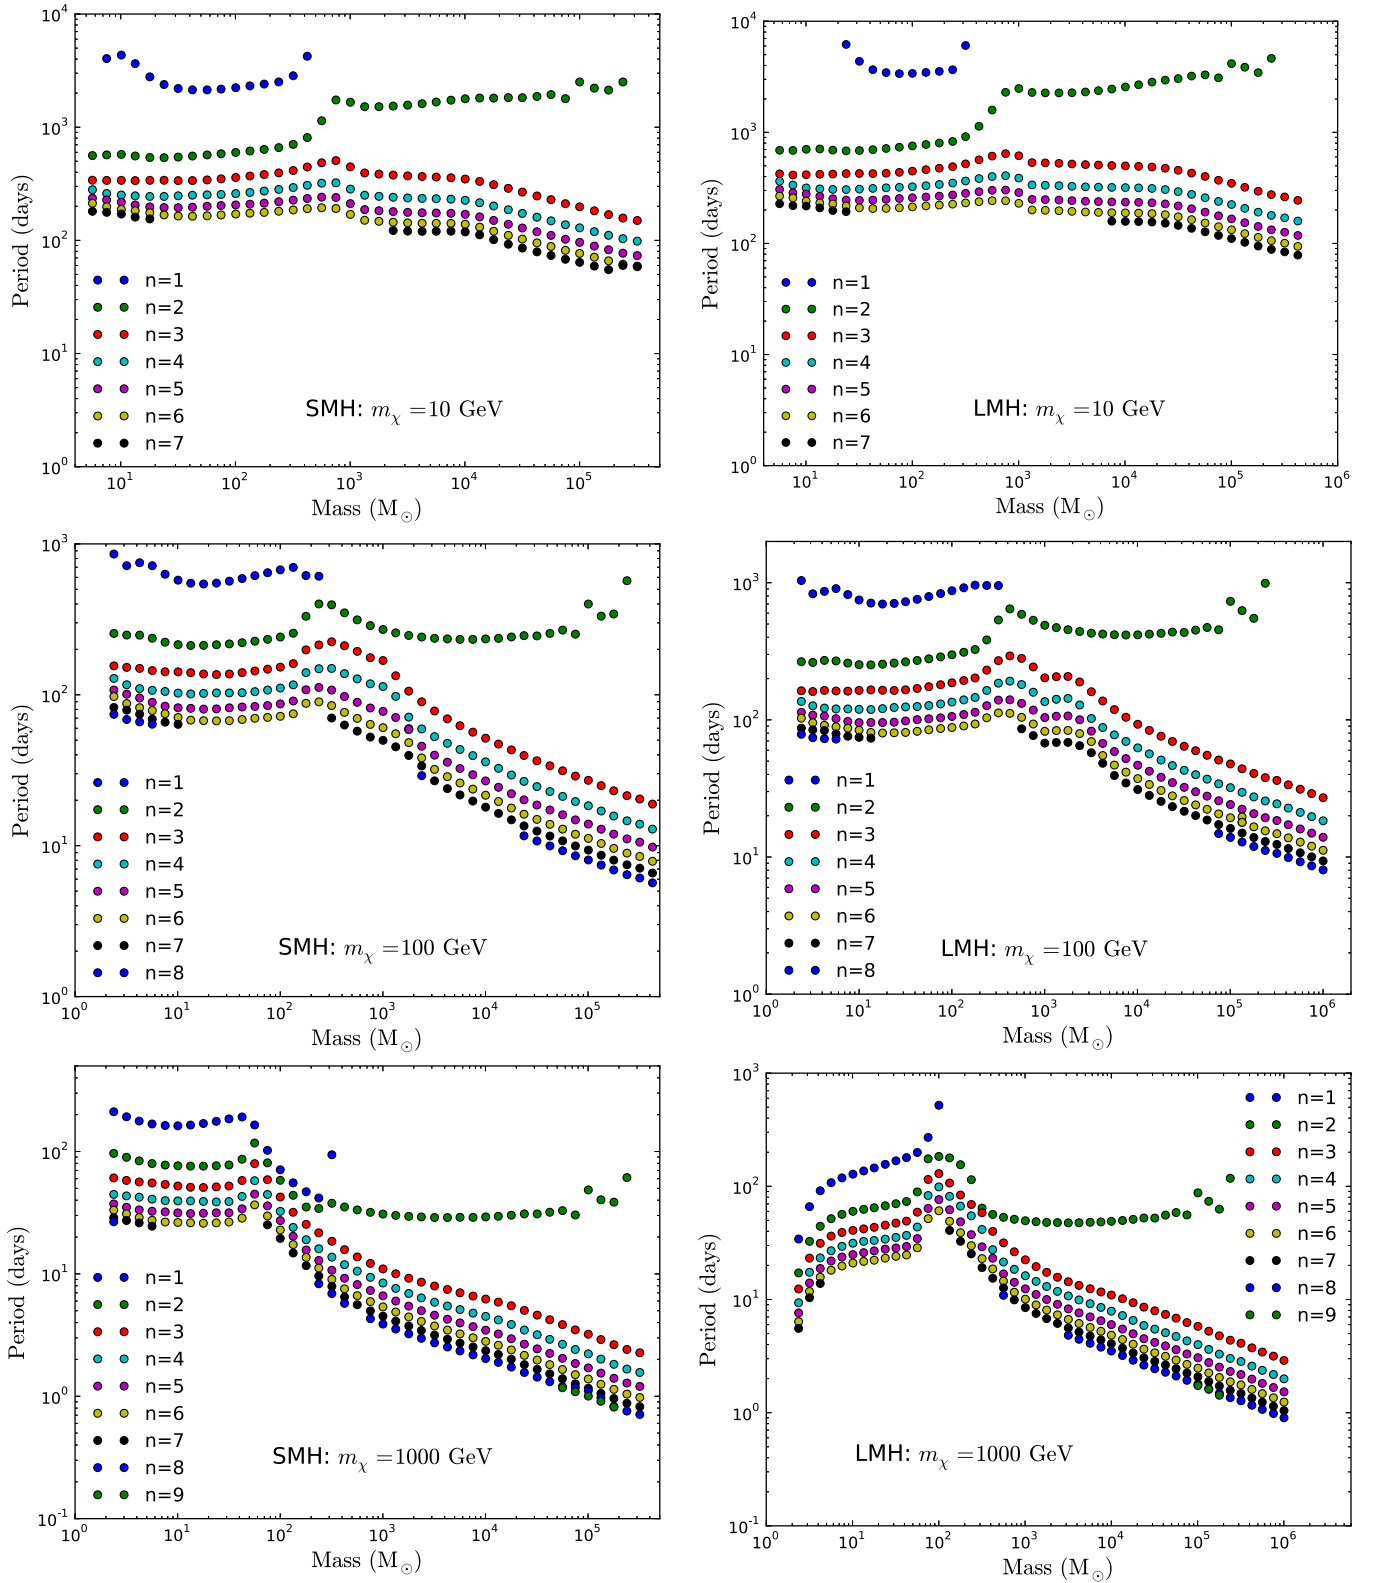 10^4
10^3
10^2
10^1
10^0
Period (days)
n=1
n=2
n=3
n=4
n=5
n=6
n=7
SMH: m_χ =10 GeV
10^1 10^2 10^3 10^4 10^5
Mass (M_⊙)
10^4
10^3
10^2
10^1
10^0
Period (days)
n=1
n=2
n=3
n=4
n=5
n=6
n=7
LMH: m_χ =10 GeV
10^1 10^2 10^3 10^4 10^5 10^6
Mass (M_⊙)
10^3
10^2
10^1
10^0
Period (days)
n=1
n=2
n=3
n=4
n=5
n=6
n=7
n=8
SMH: m_χ =100 GeV
10^0 10^1 10^2 10^3 10^4 10^5
Mass (M_⊙)
10^3
10^2
10^1
10^0
Period (days)
n=1
n=2
n=3
n=4
n=5
n=6
n=7
n=8
LMH: m_χ =100 GeV
10^0 10^1 10^2 10^3 10^4 10^5 10^6
Mass (M_⊙)
10^2
10^1
10^0
10^-1
Period (days)
n=1
n=2
n=3
n=4
n=5
n=6
n=7
n=8
n=9
SMH: m_χ =1000 GeV
10^0 10^1 10^2 10^3 10^4 10^5
Mass (M_⊙)
10^3
10^2
10^1
10^0
10^-1
Period (days)
n=1
n=2
n=3
n=4
n=5
n=6
n=7
n=8
n=9
LMH: m_χ =1000 GeV
10^0 10^1 10^2 10^3 10^4 10^5 10^6
Mass (M_⊙)